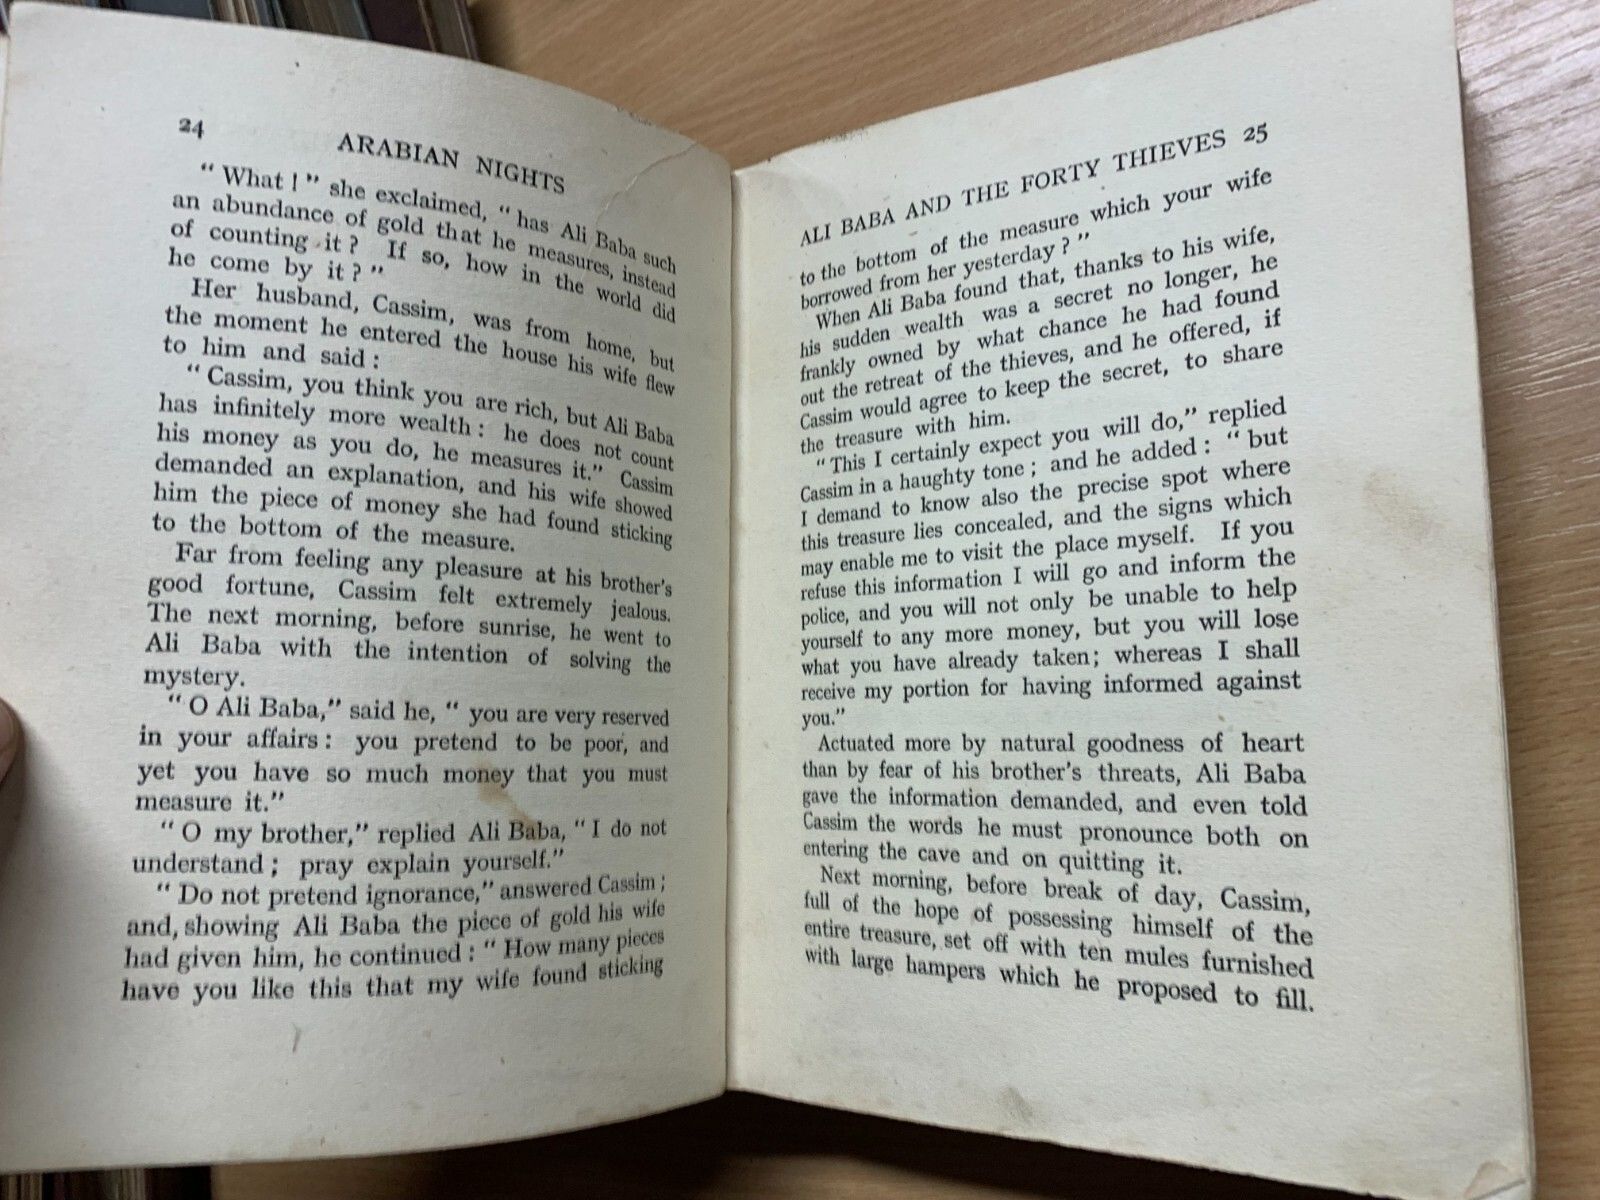 24
ARABIAN NIGHTS
“ What ! ” she exclaimed, “ has Ali Baba such
an abundance of gold that he measures, instead
of counting it ? If so, how in the world did
he come by it ? ”
Her husband, Cassim, was from home, but
the moment he entered the house his wife flew
to him and said :
“ Cassim, you think you are rich, but Ali Baba
has infinitely more wealth : he does not count
his money as you do, he measures it.” Cassim
demanded an explanation, and his wife showed
him the piece of money she had found sticking
to the bottom of the measure.
Far from feeling any pleasure at his brother’s
good fortune, Cassim felt extremely jealous.
The next morning, before sunrise, he went to
Ali Baba with the intention of solving the
mystery.
“ O Ali Baba,” said he, “ you are very reserved
in your affairs : you pretend to be poor, and
yet you have so much money that you must
measure it.”
“ O my brother,” replied Ali Baba, “ I do not
understand ; pray explain yourself.”
“ Do not pretend ignorance,” answered Cassim ;
and, showing Ali Baba the piece of gold his wife
had given him, he continued : “ How many pieces
have you like this that my wife found sticking
ALI BABA AND THE FORTY THIEVES 25
to the bottom of the measure which your wife
borrowed from her yesterday ? ”
When Ali Baba found that, thanks to his wife,
his sudden wealth was a secret no longer, he
frankly owned by what chance he had found
out the retreat of the thieves, and he offered, if
Cassim would agree to keep the secret, to share
the treasure with him.
“ This I certainly expect you will do,” replied
Cassim in a haughty tone ; and he added : “ but
I demand to know also the precise spot where
this treasure lies concealed, and the signs which
may enable me to visit the place myself. If you
refuse this information I will go and inform the
police, and you will not only be unable to help
yourself to any more money, but you will lose
what you have already taken ; whereas I shall
receive my portion for having informed against
you.”
Actuated more by natural goodness of heart
than by fear of his brother’s threats, Ali Baba
gave the information demanded, and even told
Cassim the words he must pronounce both on
entering the cave and on quitting it.
Next morning, before break of day, Cassim,
full of the hope of possessing himself of the
entire treasure, set off with ten mules furnished
with large hampers which he proposed to fill.